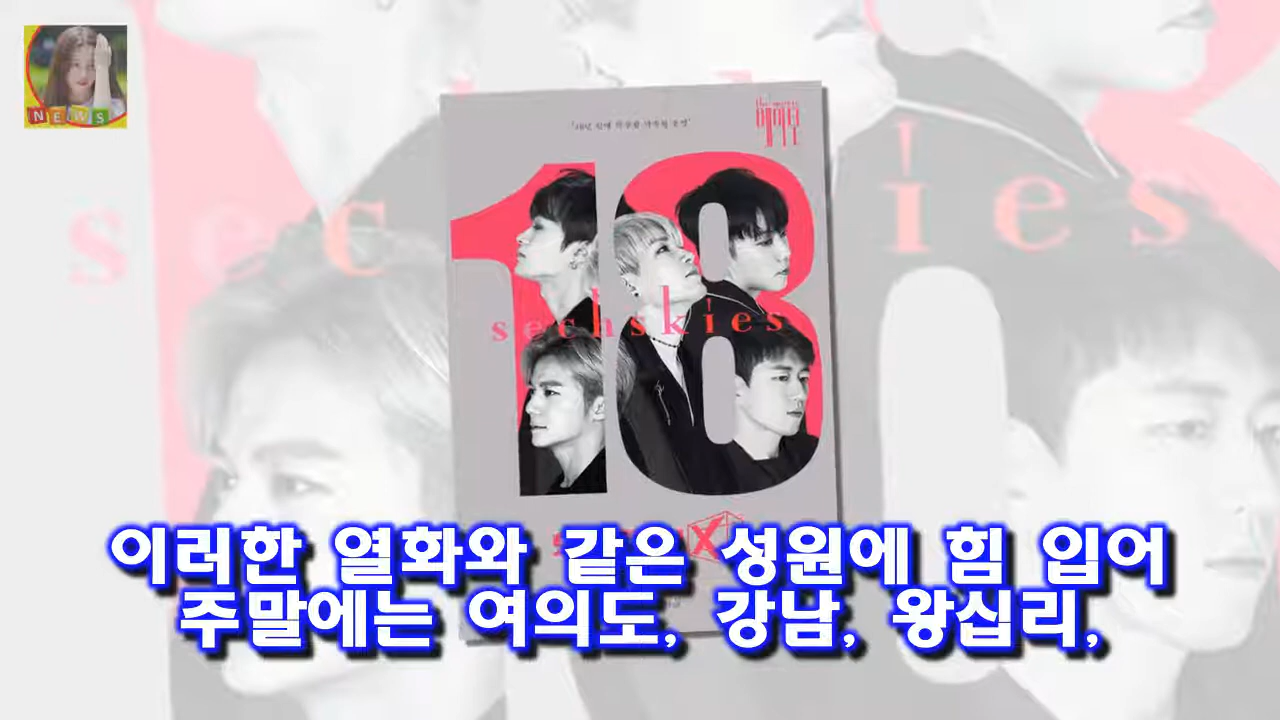 NEWS
18
sechskies
이러한 열화와 같은 성원에 힘 입어
주말에는 여의도, 강남, 왕십리,